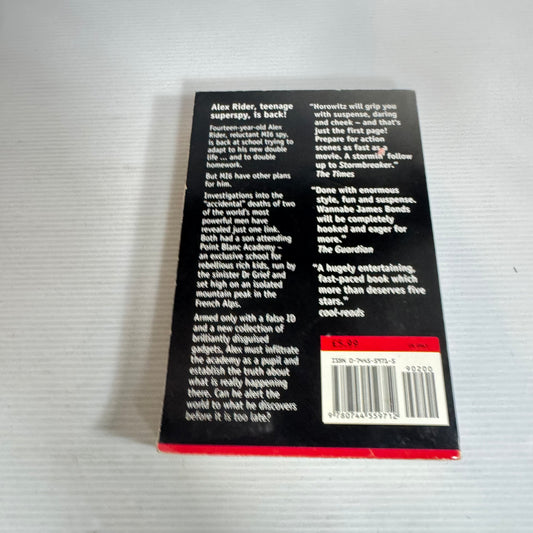 Alex Rider, teenage
superspy, is back!
Fourteen-year-old Alex
Rider, reluctant MI6 spy,
is back at school trying to
adapt to his new double
life ... and to double
homework.
But MI6 have other plans
for him.
Investigations into the
"accidental" deaths of two
of the world's most
powerful men have
revealed just one link.
Both had a son attending
Point Blanc Academy –
an exclusive school for
rebellious rich kids, run by
the sinister Dr Grief and
set high on an isolated
mountain peak in the
French Alps.
Armed only with a false ID
and a new collection of
brilliantly disguised
gadgets, Alex must infiltrate
the academy as a pupil and
establish the truth about
what is really happening
there. Can he alert the
world to what he discovers
before it is too late?
"Horowitz will grip you
with suspense, daring
and cheek – and that's
just the first page!
Prepare for action
scenes as fast as a
movie. A stormin' follow
up to Stormbreaker."
The Times
"Done with enormous
style, fun and suspense.
Wannabe James Bonds
will be completely
hooked and eager for
more."
The Guardian
"A hugely entertaining,
fast-paced book which
more than deserves five
stars."
cool-reads
£5.99
ISBN 0-7445-5971-5
90200
9 780744 559712